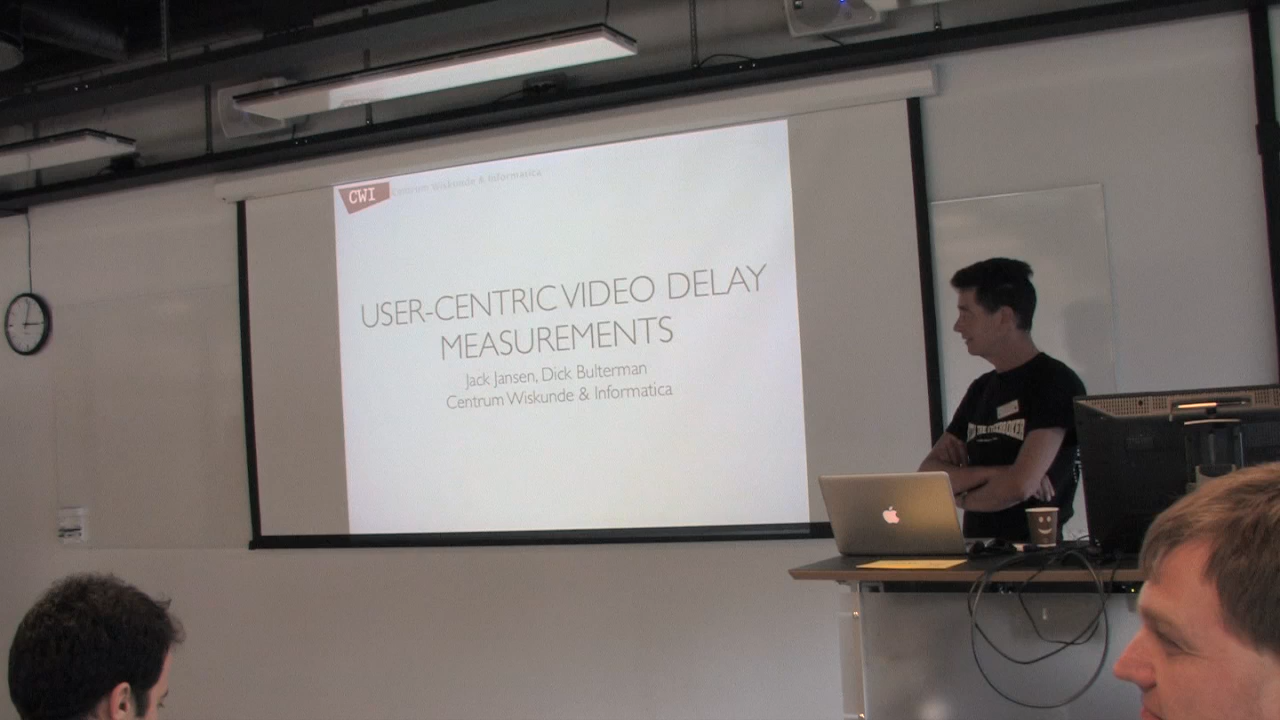 CWI Centrum Wiskunde & Informatica
USER-CENTRIC VIDEO DELAY
MEASUREMENTS
Jack Jansen, Dick Bulterman
Centrum Wiskunde & Informatica